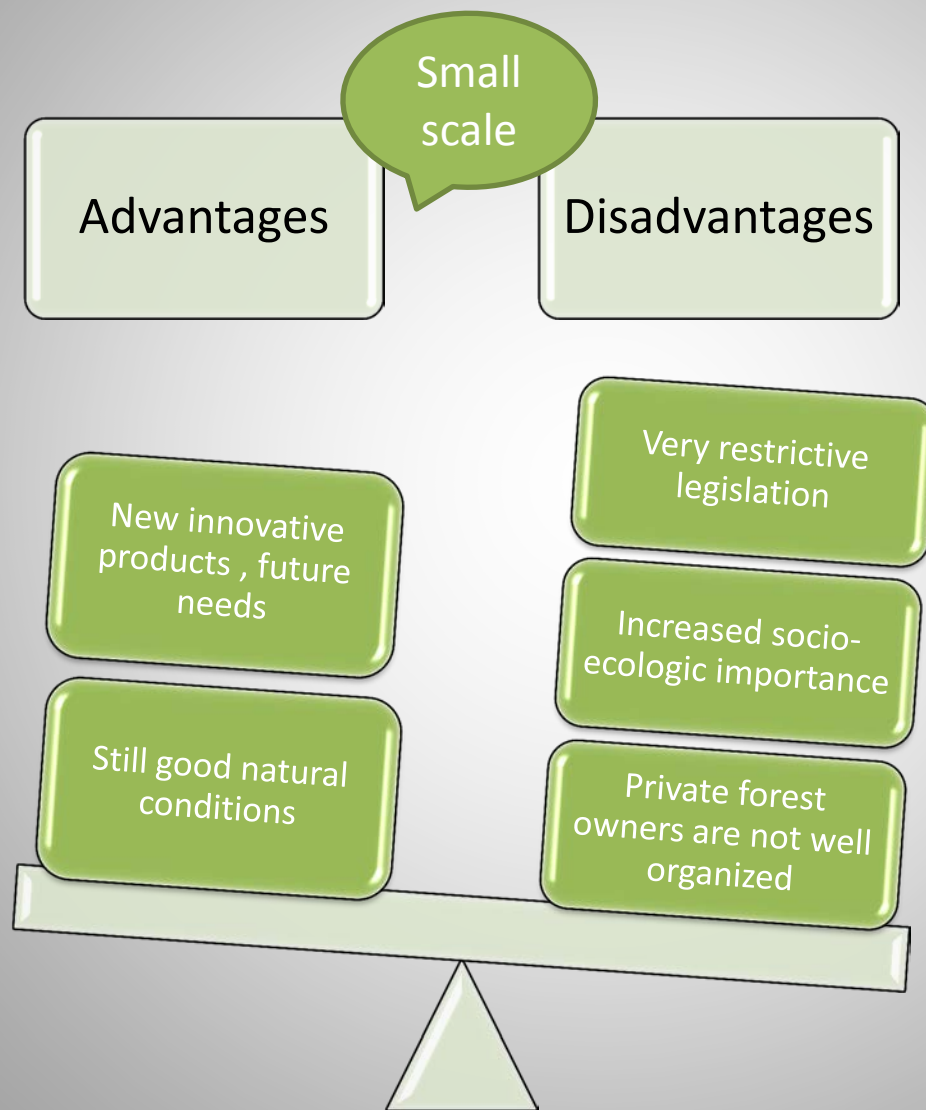 Small
scale
Advantages
Disadvantages
New innovative
products , future
needs
Still good natural
conditions
Very restrictive
legislation
Increased socio-
ecologic importance
Private forest
owners are not well
organized